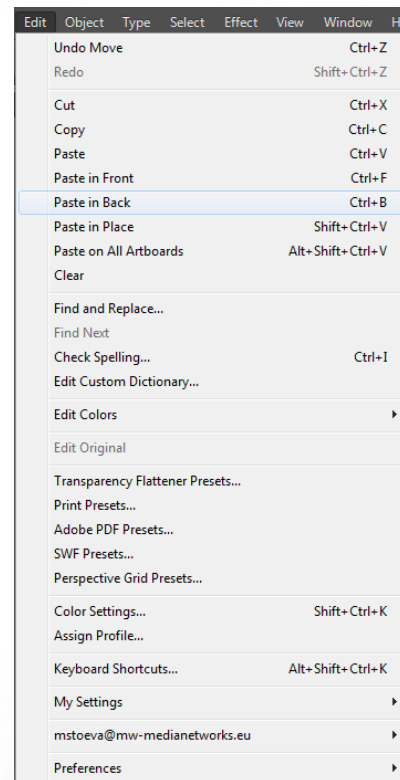 Edit Object Type Select Effect View Window H
Undo Move Ctrl+Z
Redo Shift+Ctrl+Z
Cut Ctrl+X
Copy Ctrl+C
Paste Ctrl+V
Paste in Front Ctrl+F
Paste in Back Ctrl+B
Paste in Place Shift+Ctrl+V
Paste on All Artboards Alt+Shift+Ctrl+V
Clear
Find and Replace...
Find Next
Check Spelling... Ctrl+I
Edit Custom Dictionary...
Edit Colors
Edit Original
Transparency Flattener Presets...
Print Presets...
Adobe PDF Presets...
SWF Presets...
Perspective Grid Presets...
Color Settings... Shift+Ctrl+K
Assign Profile...
Keyboard Shortcuts... Alt+Shift+Ctrl+K
My Settings
mstoeva@mw-medianetworks.eu
Preferences